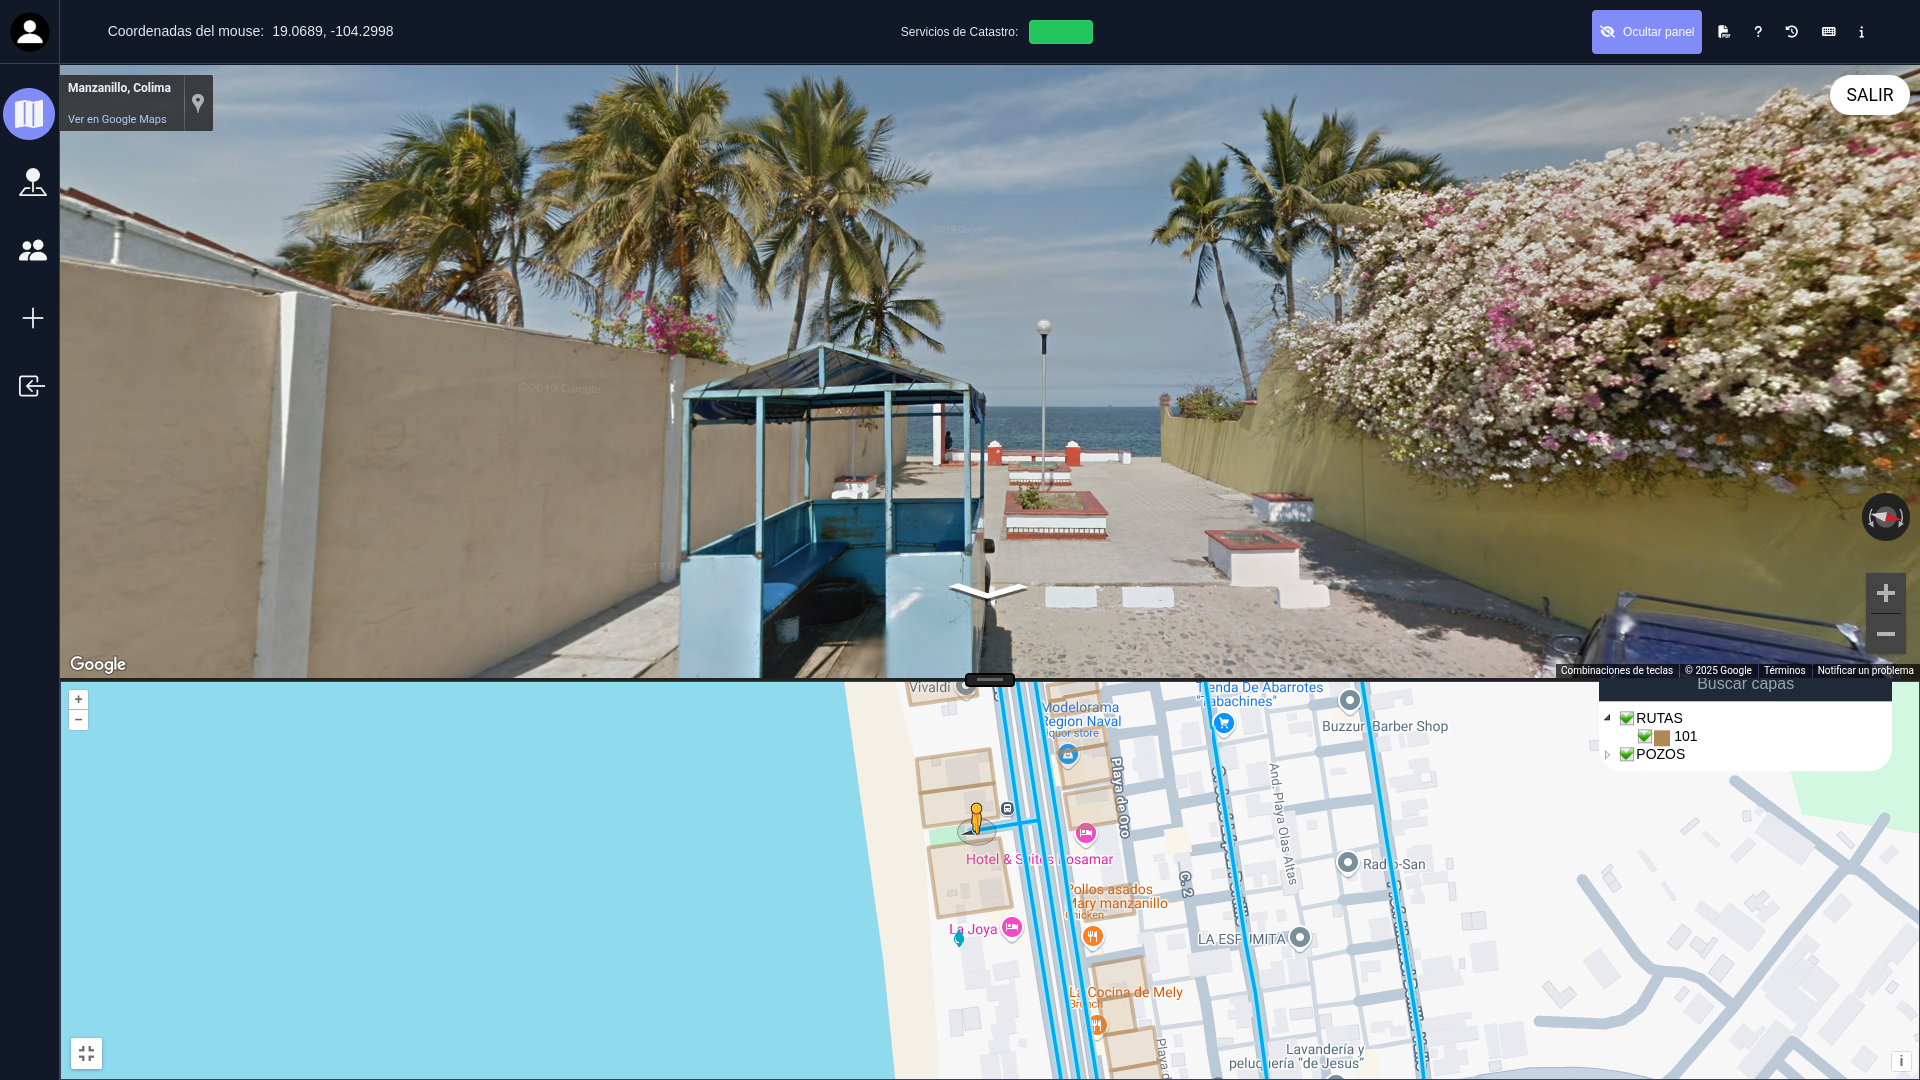 Coordenadas del mouse: 19.0689, -104.2998
Servicios de Catastro:
Ocultar panel
Manzanillo, Colima
Ver en Google Maps
SALIR
©2019 Google
©2019 Google
Google
Combinaciones de teclas
© 2025 Google
Términos
Notificar un problema
Buscar capas
RUTAS
101
POZOS
Vivaldi
Modelorama
Region Naval
liquor store
Tienda De Abarrotes
"Tabachines"
Buzzur Barber Shop
Playa de Oro
And. Playa Olas Altas
Hotel & Suites Rosamar
Radio-San
C. 2
Pollos asados
Mary manzanillo
Chicken
La Joya
LA ESPUMITA
La Cocina de Mely
Brunch
Lavandería y
peluquería “de Jesus”
Playa d